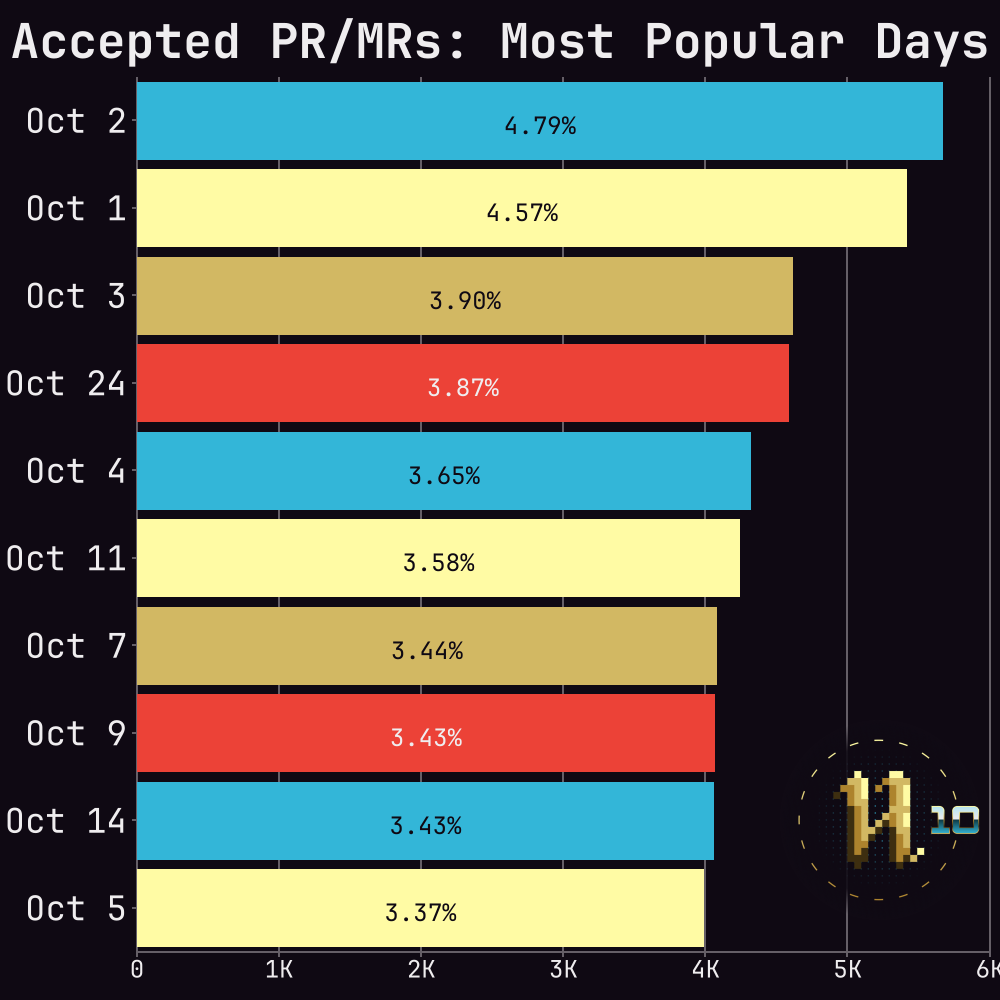 Accepted PR/MRs: Most Popular Days
Oct 2
4.79%
Oct 1
4.57%
Oct 3
3.90%
Oct 24
3.87%
Oct 4
3.65%
Oct 11
3.58%
Oct 7
3.44%
Oct 9
3.43%
Oct 14
3.43%
Oct 5
3.37%
H
10
0 1K 2K 3K 4K 5K 6K